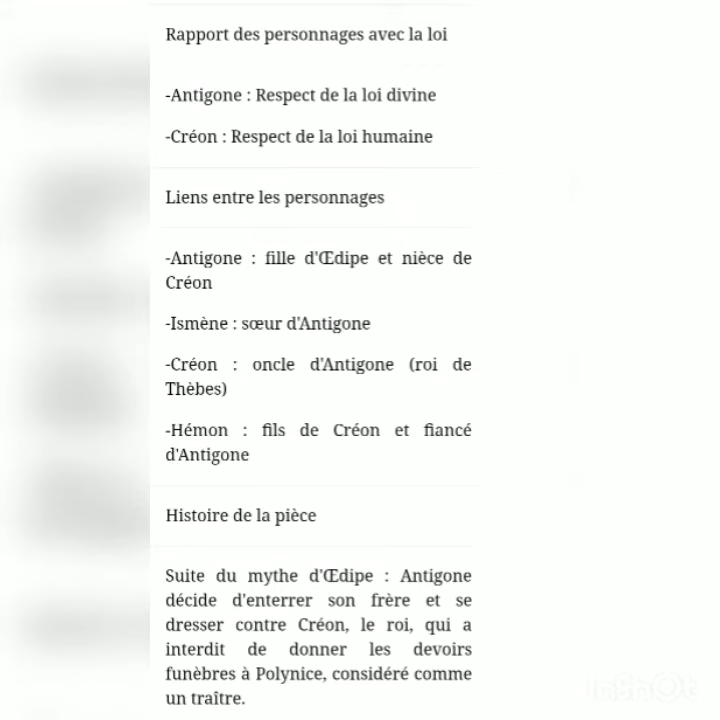 Rapport des personnages avec la loi
-Antigone : Respect de la loi divine
-Créon : Respect de la loi humaine
Liens entre les personnages
-Antigone : fille d'Œdipe et nièce de
Créon
-Ismène : sœur d'Antigone
-Créon : oncle d'Antigone (roi de
Thèbes)
-Hémon : fils de Créon et fiancé
d'Antigone
Histoire de la pièce
Suite du mythe d'Œdipe : Antigone
décide d'enterrer son frère et se
dresser contre Créon, le roi, qui a
interdit de donner les devoirs
funèbres à Polynice, considéré comme
un traître.
InShOt